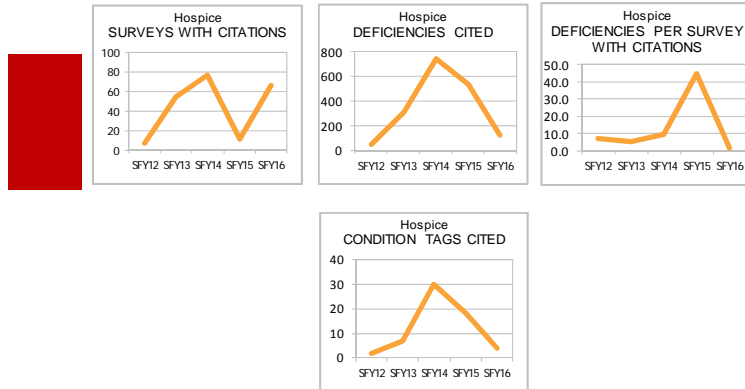 Hospice
SURVEYS WITH CITATIONS
100
80
60
40
20
0
SFY12 SFY13 SFY14 SFY15 SFY16
Hospice
DEFICIENCIES CITED
800
600
400
200
0
SFY12 SFY13 SFY14 SFY15 SFY16
Hospice
DEFICIENCIES PER SURVEY
WITH CITATIONS
50.0
40.0
30.0
20.0
10.0
0.0
SFY12 SFY13 SFY14 SFY15 SFY16
Hospice
CONDITION TAGS CITED
40
30
20
10
0
SFY12 SFY13 SFY14 SFY15 SFY16